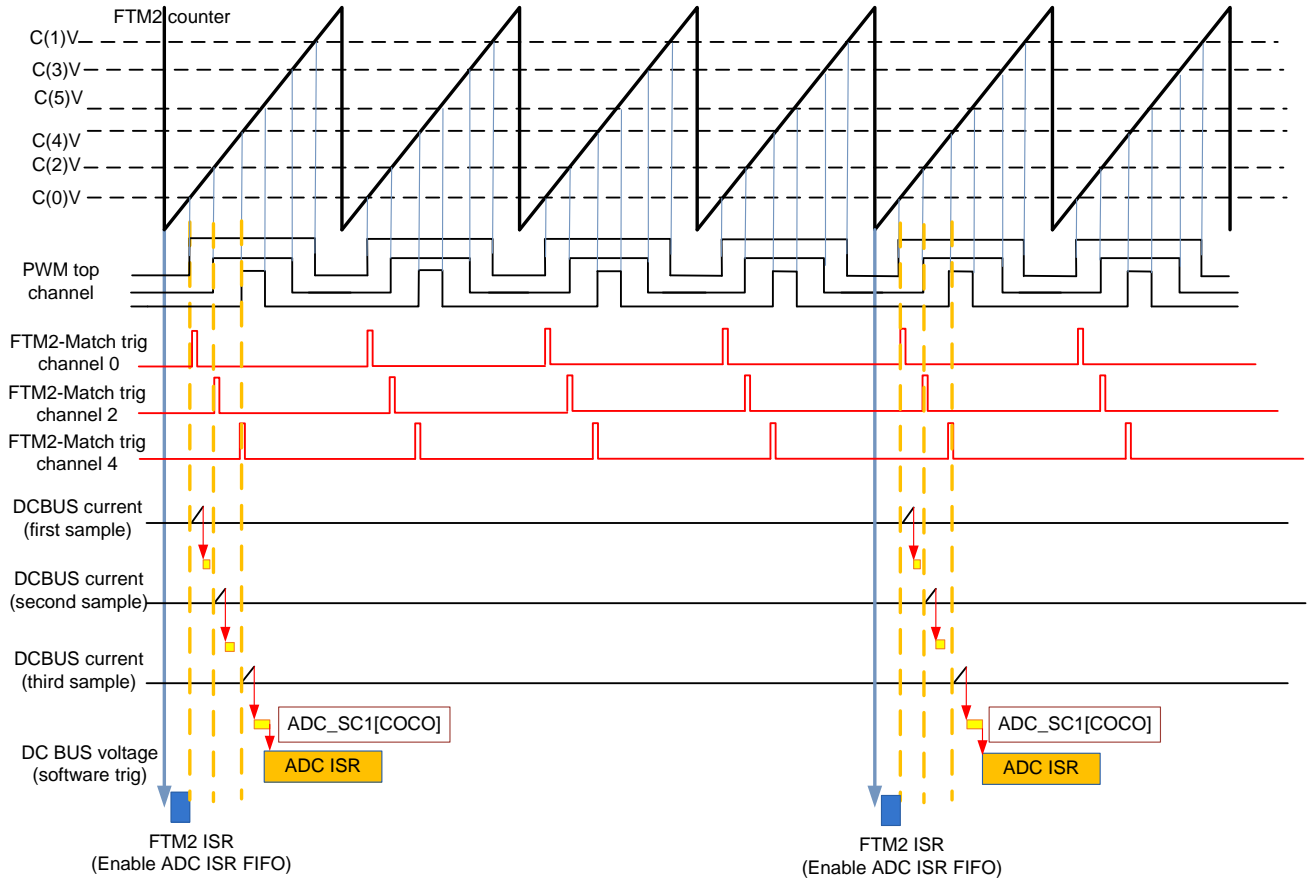 FTM2 counter
C(1)V
C(3)V
C(5)V
C(4)V
C(2)V
C(0)V
PWM top
channel
FTM2-Match trig
channel 0
FTM2-Match trig
channel 2
FTM2-Match trig
channel 4
DCBUS current
(first sample)
DCBUS current
(second sample)
DCBUS current
(third sample)
ADC_SC1[COCO]
ADC_SC1[COCO]
DC BUS voltage
(software trig)
ADC ISR
ADC ISR
FTM2 ISR
(Enable ADC ISR FIFO)
FTM2 ISR
(Enable ADC ISR FIFO)